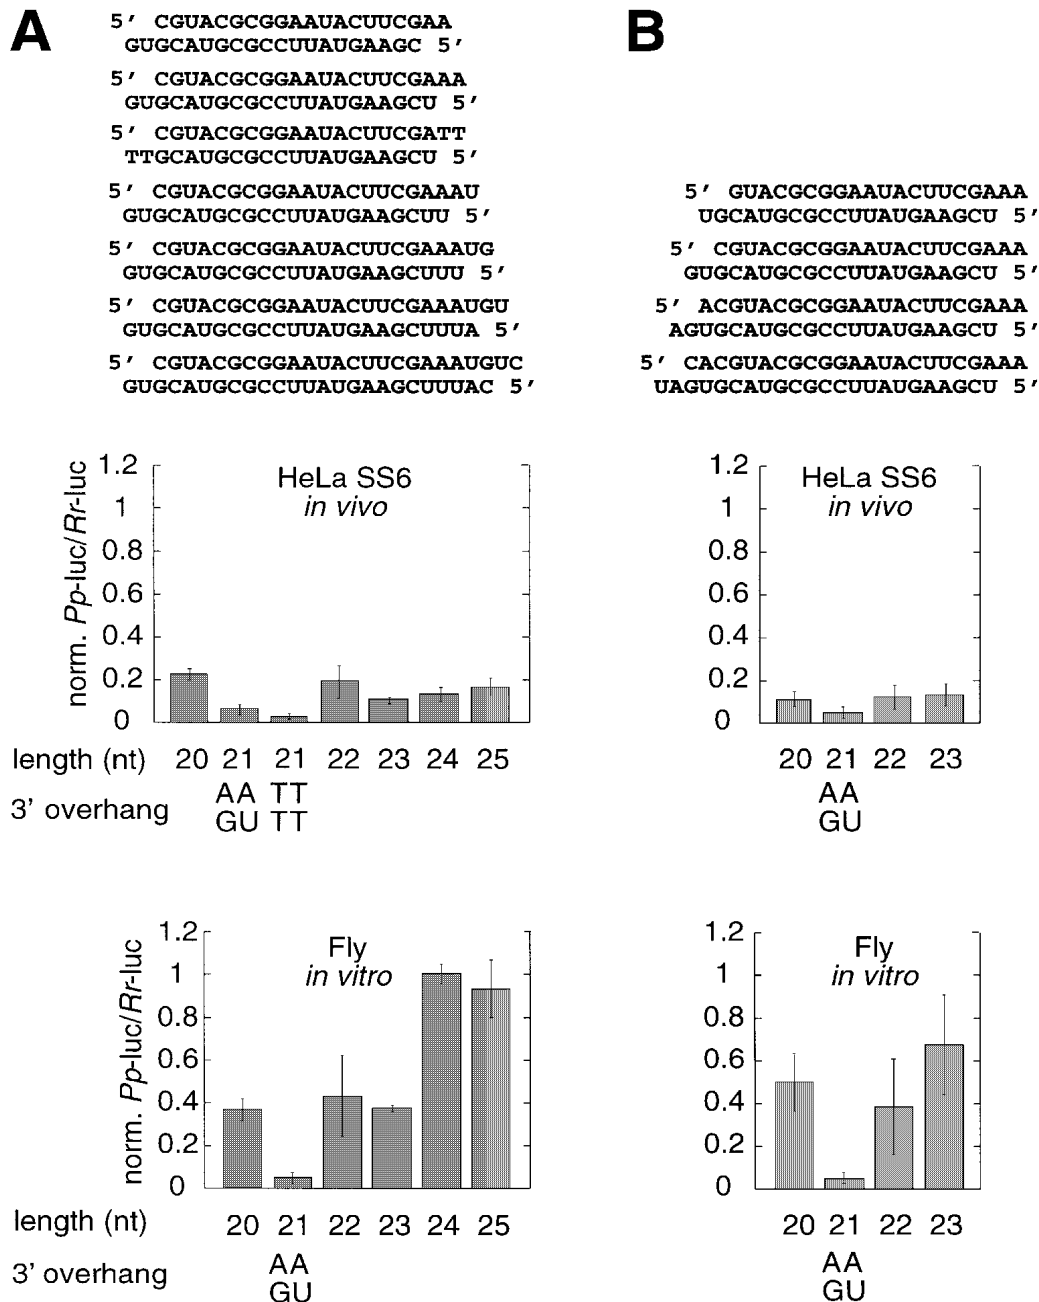 A
5′ CGUACGCGGAAUACUUCGAA
GUGCAUGCGCCUUAUGAAGC 5′
5′ CGUACGCGGAAUACUUCGAAA
GUGCAUGCGCCUUAUGAAGCU 5′
5′ CGUACGCGGAAUACUUCGATT
TTGCAUGCGCCUUAUGAAGCU 5′
5′ CGUACGCGGAAUACUUCGAAAU
GUGCAUGCGCCUUAUGAAGCUU 5′
5′ CGUACGCGGAAUACUUCGAAAUG
GUGCAUGCGCCUUAUGAAGCUUU 5′
5′ CGUACGCGGAAUACUUCGAAAUGU
GUGCAUGCGCCUUAUGAAGCUUUA 5′
5′ CGUACGCGGAAUACUUCGAAAUGUC
GUGCAUGCGCCUUAUGAAGCUUUAC 5′
B
5′ GUACGCGGAAUACUUCGAAA
UGCAUGCGCCUUAUGAAGCU 5′
5′ CGUACGCGGAAUACUUCGAAA
GUGCAUGCGCCUUAUGAAGCU 5′
5′ ACGUACGCGGAAUACUUCGAAA
AGUGCAUGCGCCUUAUGAAGCU 5′
5′ CACGUACGCGGAAUACUUCGAAA
UAGUGCAUGCGCCUUAUGAAGCU 5′
norm. Pp-luc/Rr-luc
1.2
1
0.8
0.6
0.4
0.2
0
HeLa SS6
in vivo
length (nt) 20 21 21 22 23 24 25
3' overhang AA TT
GU TT
1.2
1
0.8
0.6
0.4
0.2
0
HeLa SS6
in vivo
20 21 22 23
AA
GU
norm. Pp-luc/Rr-luc
1.2
1
0.8
0.6
0.4
0.2
0
Fly
in vitro
length (nt) 20 21 22 23 24 25
3' overhang AA
GU
1.2
1
0.8
0.6
0.4
0.2
0
Fly
in vitro
20 21 22 23
AA
GU